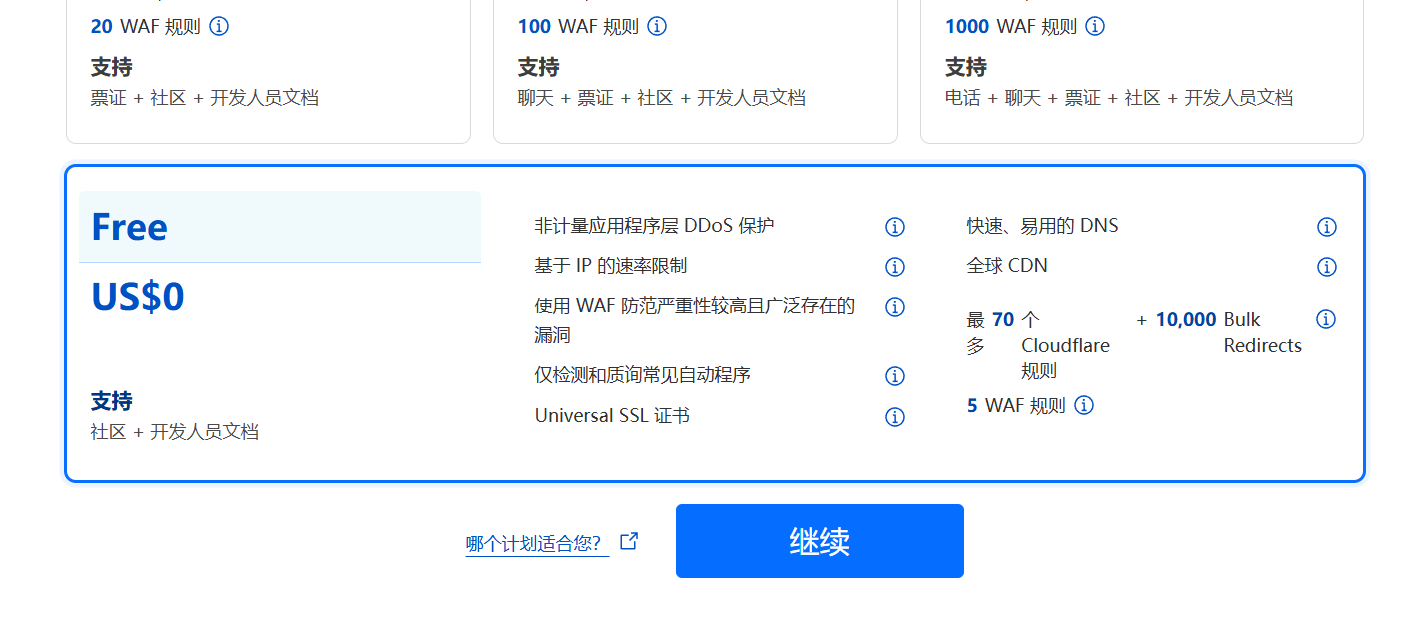 20 WAF 规则
支持
票证 + 社区 + 开发人员文档
100 WAF 规则
支持
聊天 + 票证 + 社区 + 开发人员文档
1000 WAF 规则
支持
电话 + 聊天 + 票证 + 社区 + 开发人员文档
Free
US$0
支持
社区 + 开发人员文档
非计量应用程序层 DDoS 保护
基于 IP 的速率限制
使用 WAF 防范严重性较高且广泛存在的
漏洞
仅检测和质询常见自动程序
Universal SSL 证书
快速、易用的 DNS
全球 CDN
最多 70 个 Cloudflare 规则 + 10,000 Bulk Redirects
5 WAF 规则
哪个计划适合您?
继续